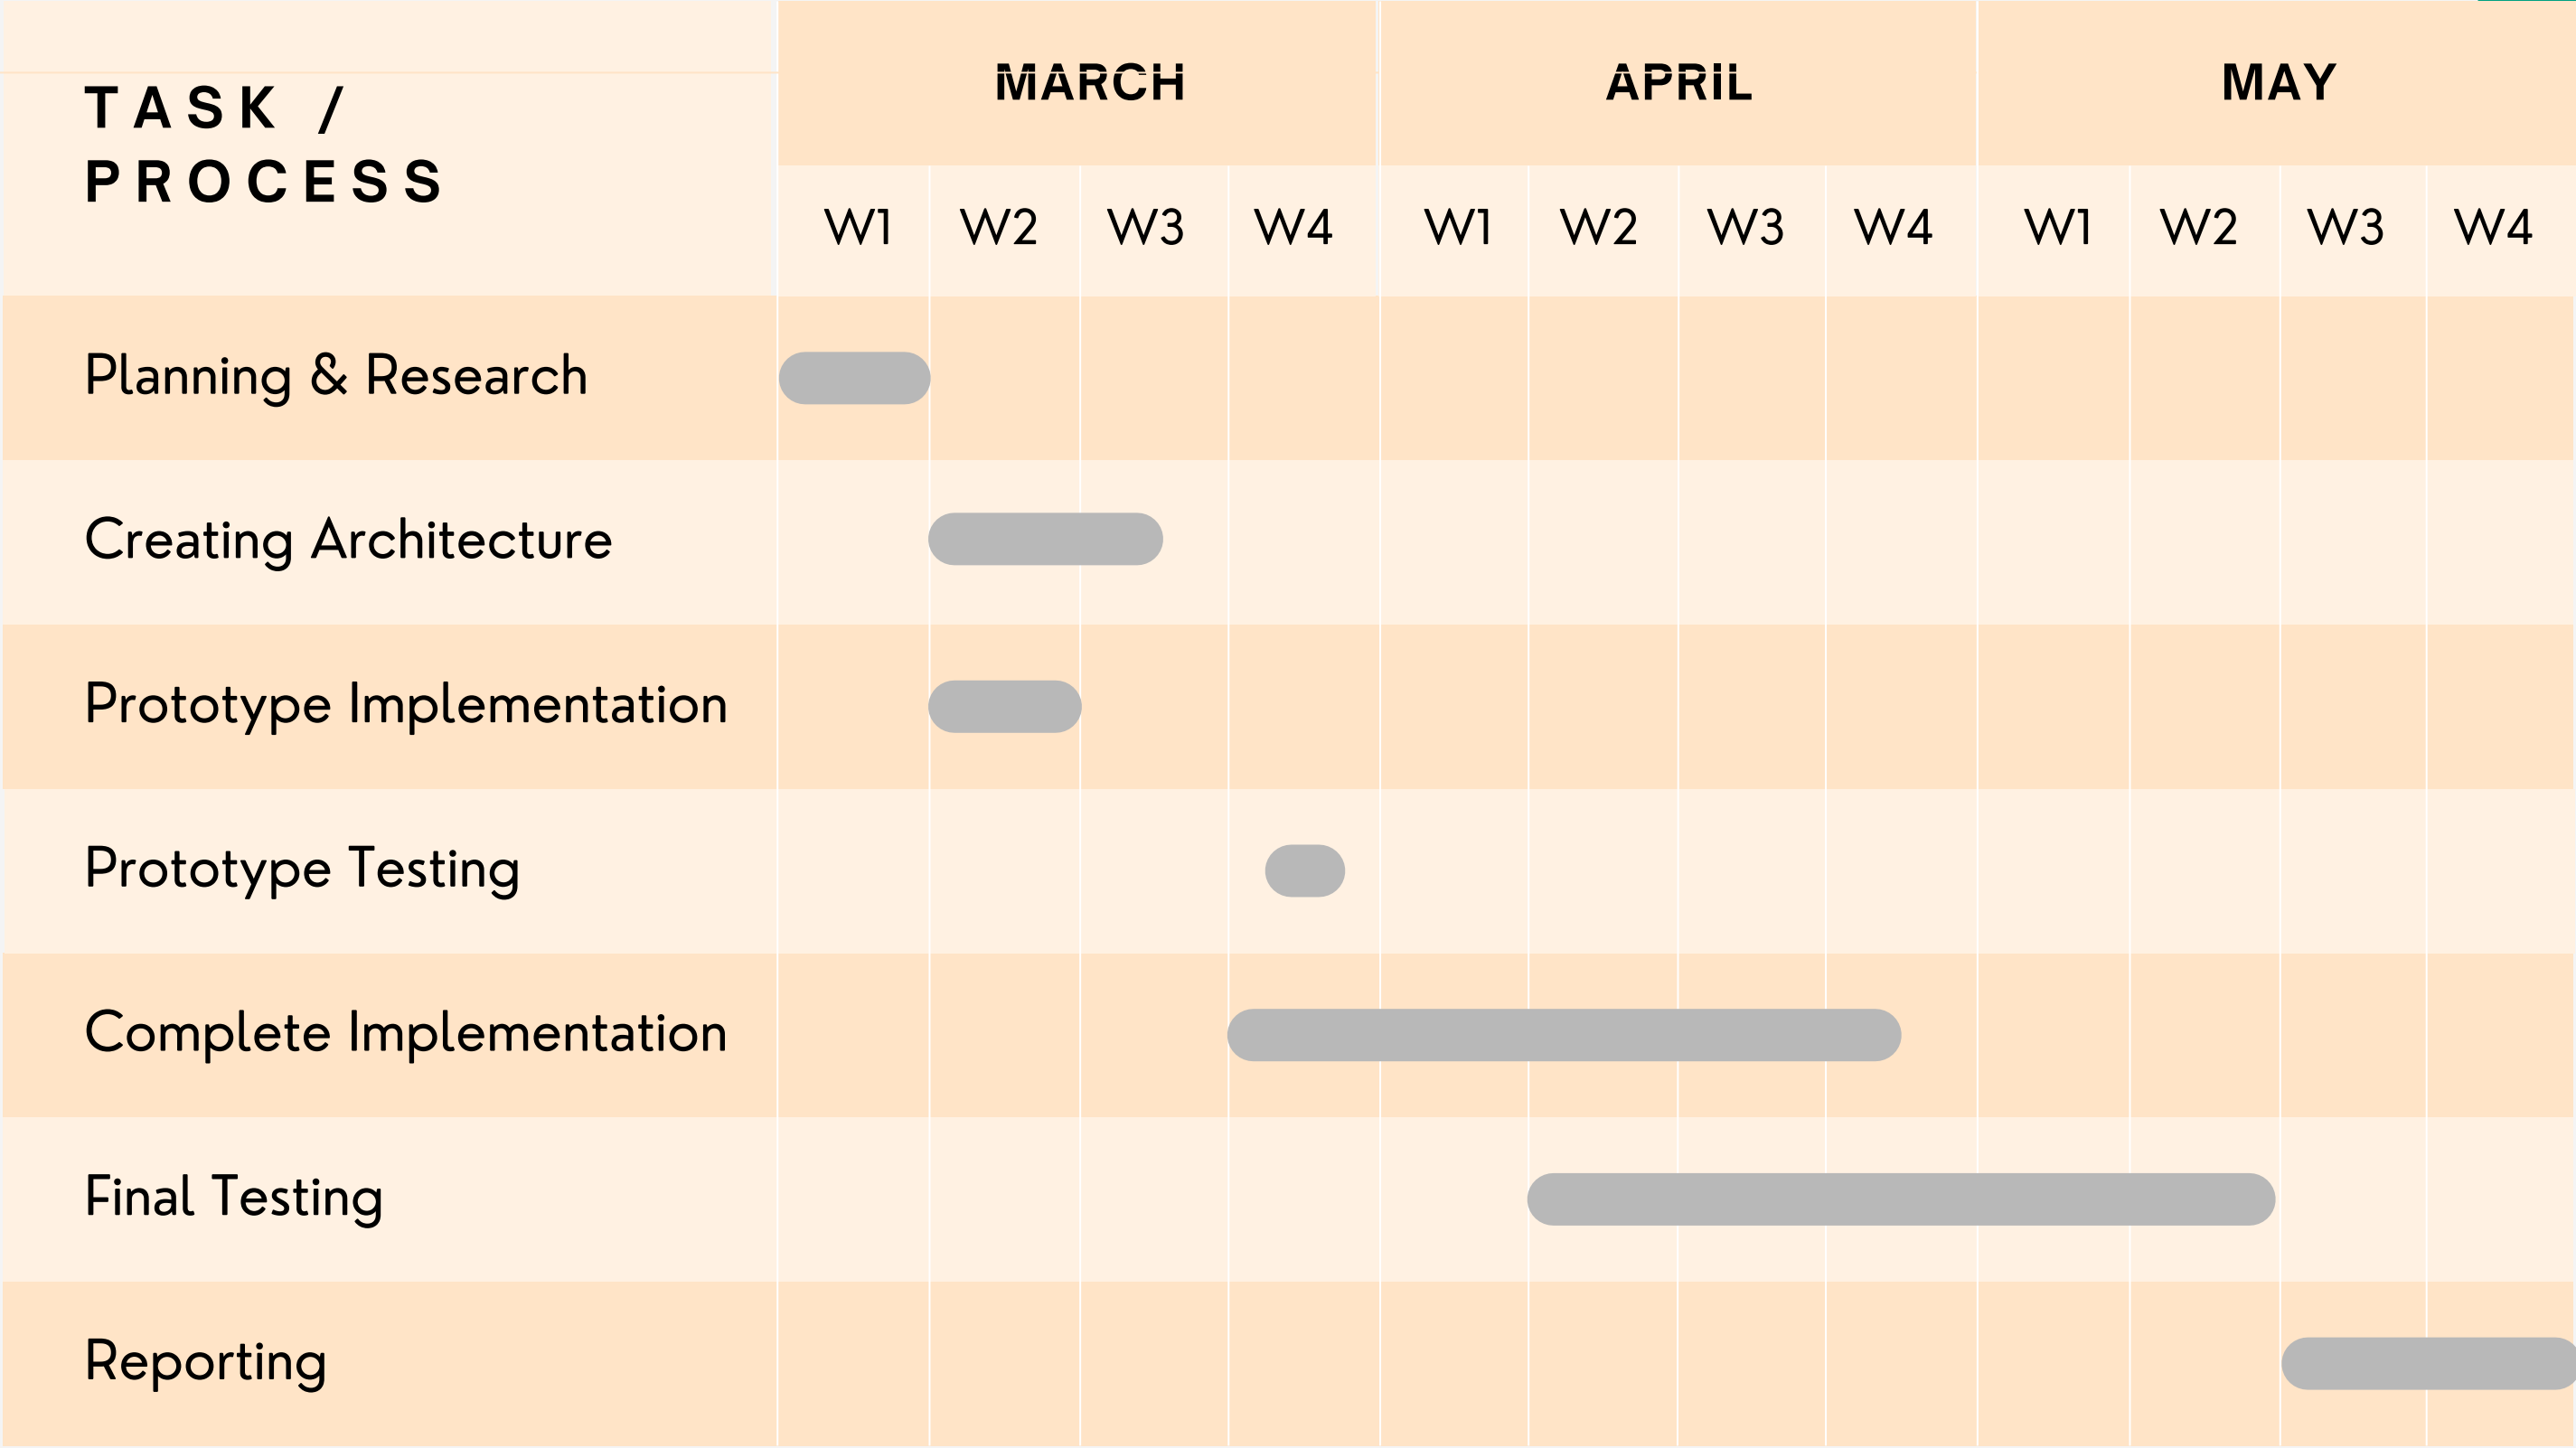 TASK /
PROCESS
MARCH APRIL MAY
W1 W2 W3 W4 W1 W2 W3 W4 W1 W2 W3 W4
Planning & Research
Creating Architecture
Prototype Implementation
Prototype Testing
Complete Implementation
Final Testing
Reporting